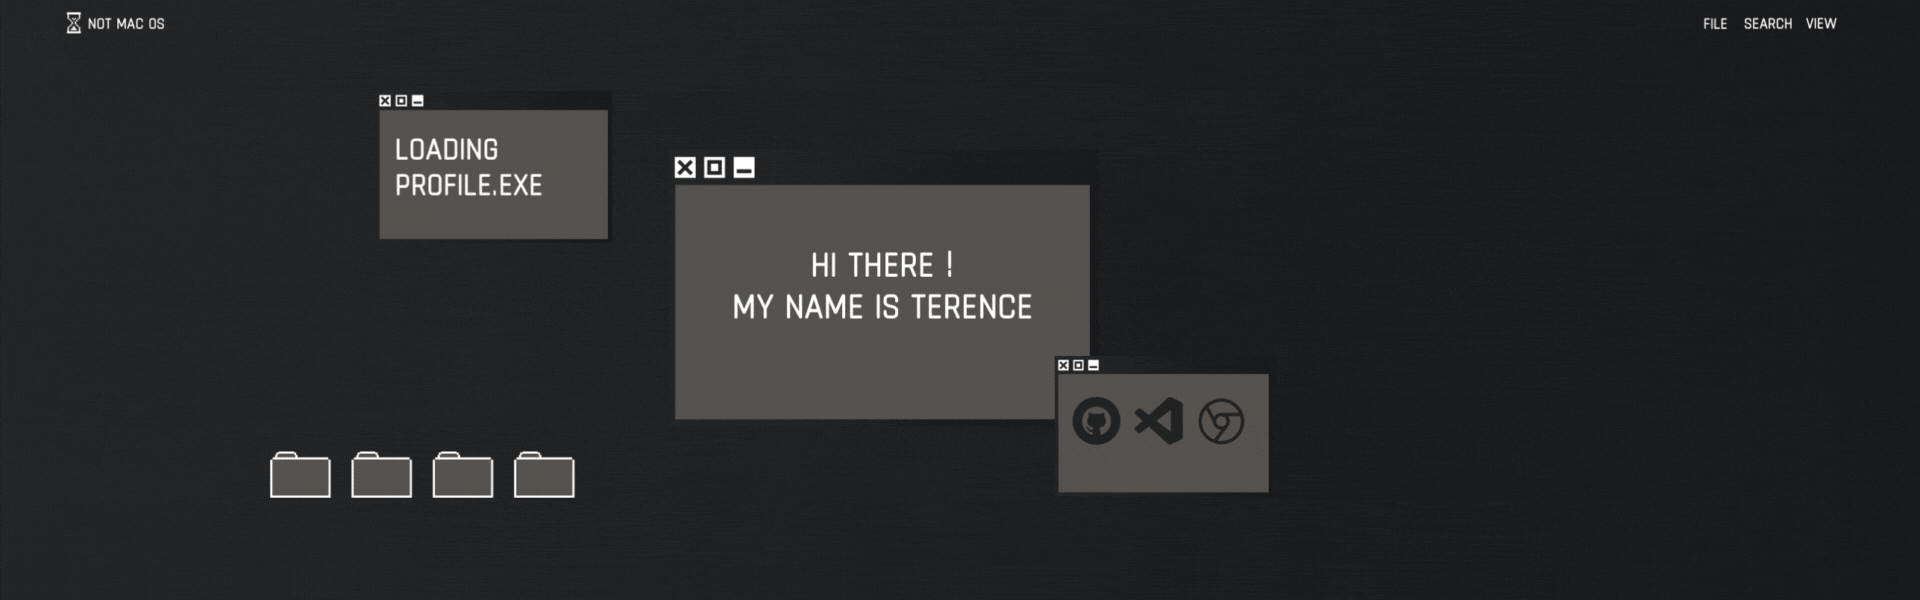 NOT MAC OS
FILE SEARCH VIEW
LOADING
PROFILE.EXE
HI THERE !
MY NAME IS TERENCE